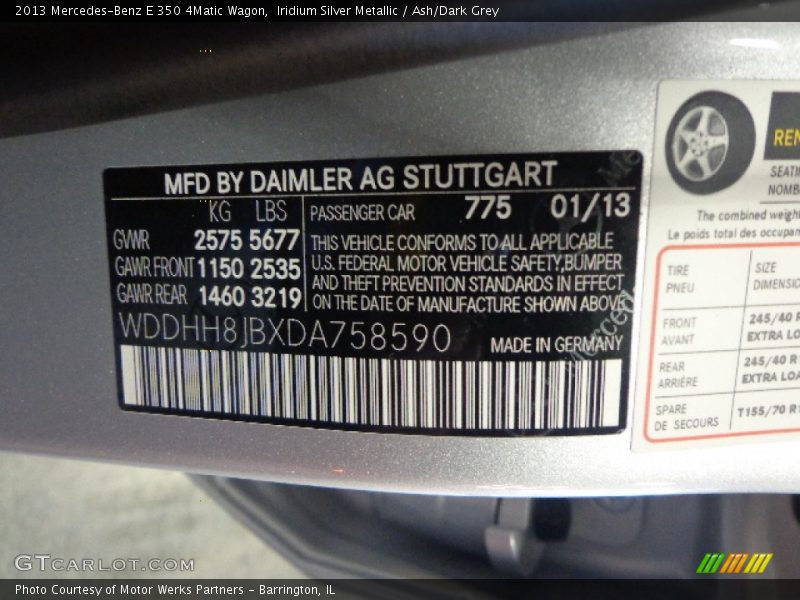 2013 Mercedes-Benz E 350 4Matic Wagon, Iridium Silver Metallic / Ash/Dark Grey
MFD BY DAIMLER AG STUTTGART
KG LBS
GVWR 2575 5677
GAWR FRONT 1150 2535
GAWR REAR 1460 3219
PASSENGER CAR 775 01/13
THIS VEHICLE CONFORMS TO ALL APPLICABLE
U.S. FEDERAL MOTOR VEHICLE SAFETY,BUMPER
AND THEFT PREVENTION STANDARDS IN EFFECT
ON THE DATE OF MANUFACTURE SHOWN ABOVE
WDDHH8JBXDA758590
MADE IN GERMANY
The combined
Le poids total des
TIRE
PNEU
SIZE
FRONT
AVANT
245/40 R
EXTRA
REAR
ARRIÈRE
245/40 R
EXTRA
SPARE
DE SECOURS
T155/70
GTCARLOT.COM
Photo Courtesy of Motor Werks Partners - Barrington, IL